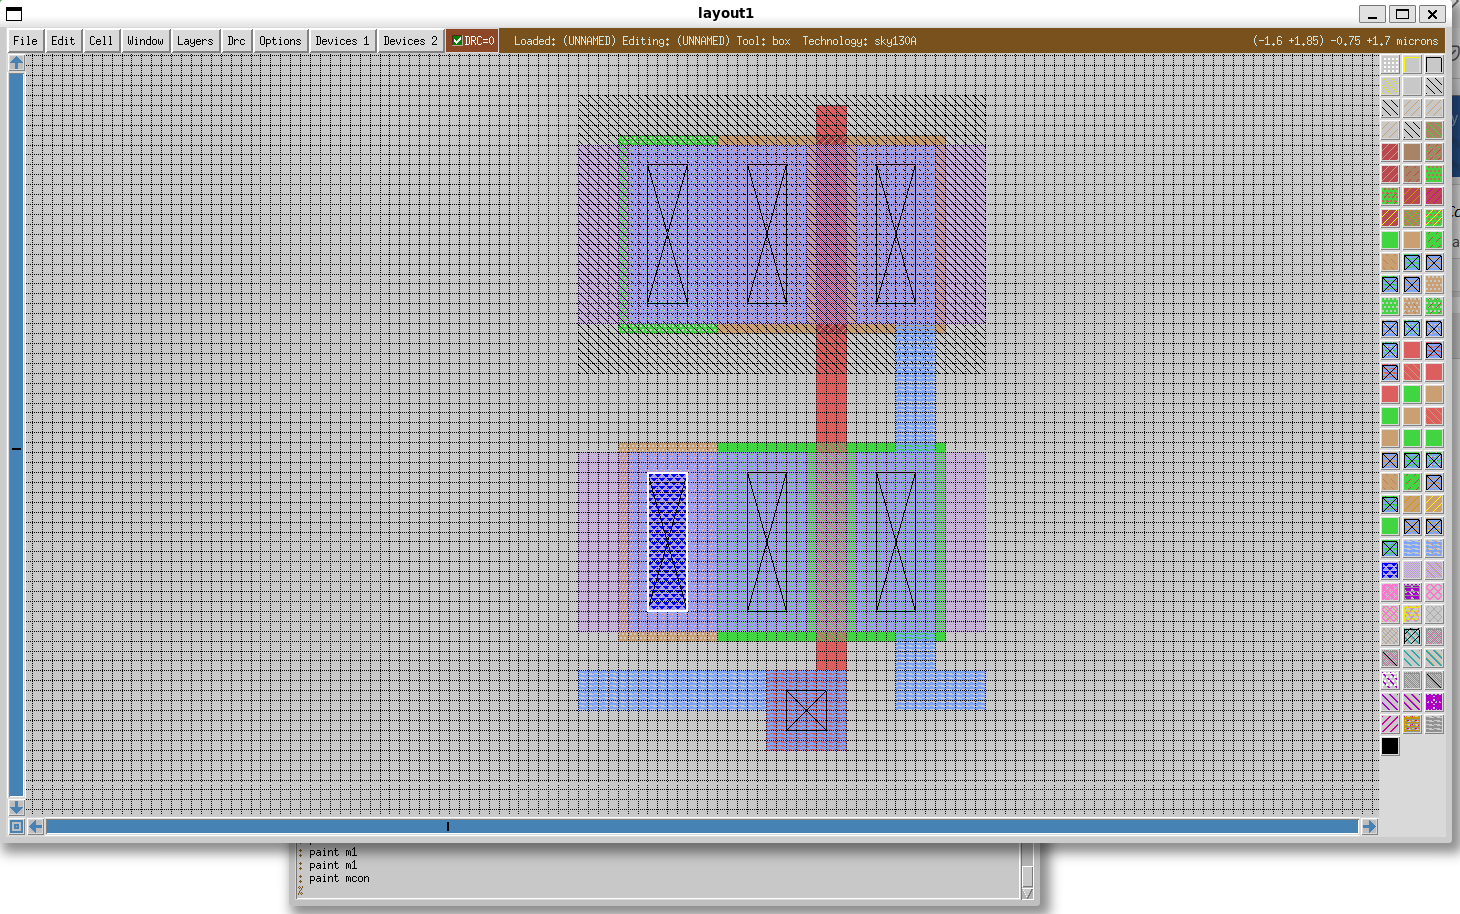 layout1
File Edit Cell Window Layers Drc Options Devices 1 Devices 2 DRC=0 Loaded: (UNNAMED) Editing: (UNNAMED) Tool: box Technology: sky130A (-1.6 +1.85) -0.75 +1.7 microns
: paint m1
: paint m1
: paint mcon
%